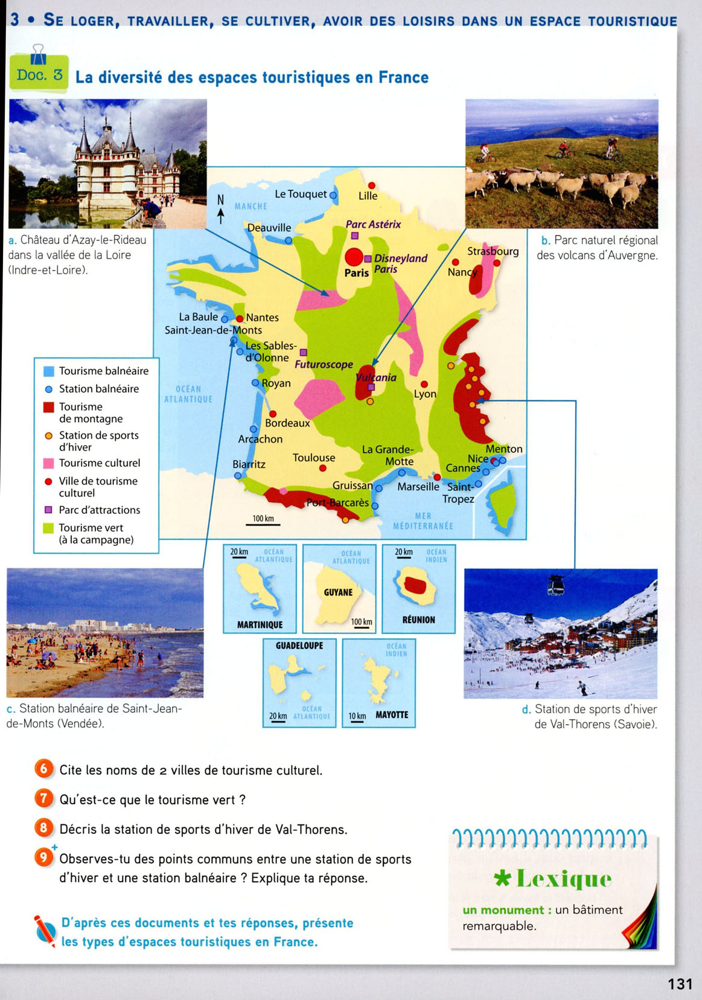 3 • SE LOGER, TRAVAILLER, SE CULTIVER, AVOIR DES LOISIRS DANS UN ESPACE TOURISTIQUE
Doc. 3
La diversité des espaces touristiques en France
a. Château d'Azay-le-Rideau
dans la vallée de la Loire
(Indre-et-Loire).
b. Parc naturel régional
des volcans d'Auvergne.
N
MANCHE
Le Touquet
Lille
Deauville
Parc Astérix
Disneyland
Paris
Paris
Strasbourg
Nancy
La Baule
Nantes
Saint-Jean-de-Monts
Les Sables-
d'Olonne
Futuroscope
Vulcania
Royan
Lyon
OCÉAN
ATLANTIQUE
Bordeaux
Arcachon
Biarritz
Toulouse
La Grande-
Motte
Menton
Nice
Cannes
Gruissan
Marseille
Saint-
Tropez
Port-Barcarès
MER
MÉDITERRANÉE
100 km
Tourisme balnéaire
Station balnéaire
Tourisme
de montagne
Station de sports
d'hiver
Tourisme culturel
Ville de tourisme
culturel
Parc d'attractions
Tourisme vert
(à la campagne)
20 km
OCÉAN
ATLANTIQUE
MARTINIQUE
OCÉAN
ATLANTIQUE
GUYANE
100 km
20 km
OCÉAN
INDIEN
RÉUNION
GUADELOUPE
20 km
OCÉAN
ATLANTIQUE
OCÉAN
INDIEN
10 km
MAYOTTE
c. Station balnéaire de Saint-Jean-
de-Monts (Vendée).
d. Station de sports d'hiver
de Val-Thorens (Savoie).
6 Cite les noms de 2 villes de tourisme culturel.
7 Qu'est-ce que le tourisme vert ?
8 Décris la station de sports d'hiver de Val-Thorens.
9+ Observes-tu des points communs entre une station de sports
d'hiver et une station balnéaire ? Explique ta réponse.
D'après ces documents et tes réponses, présente
les types d'espaces touristiques en France.
*Lexique
un monument : un bâtiment
remarquable.
131